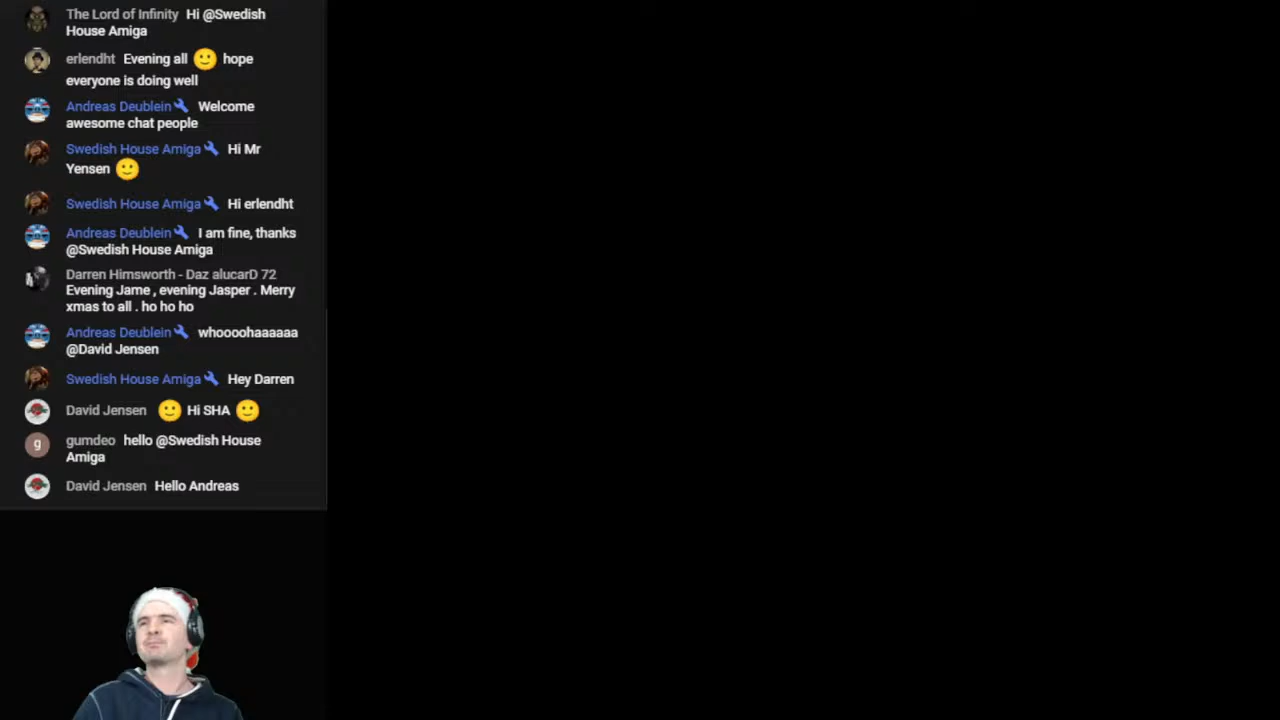 The Lord of Infinity Hi @Swedish
House Amiga
erlendht Evening all 🙂 hope
everyone is doing well
Andreas Deublein Welcome
awesome chat people
Swedish House Amiga Hi Mr
Yensen 🙂
Swedish House Amiga Hi erlendht
Andreas Deublein I am fine, thanks
@Swedish House Amiga
Darren Himsworth - Daz alucarD 72
Evening Jame , evening Jasper . Merry
xmas to all . ho ho ho
Andreas Deublein whoooohaaaaaa
@David Jensen
Swedish House Amiga Hey Darren
David Jensen 🙂 Hi SHA 🙂
g gumdeo hello @Swedish House
Amiga
David Jensen Hello Andreas